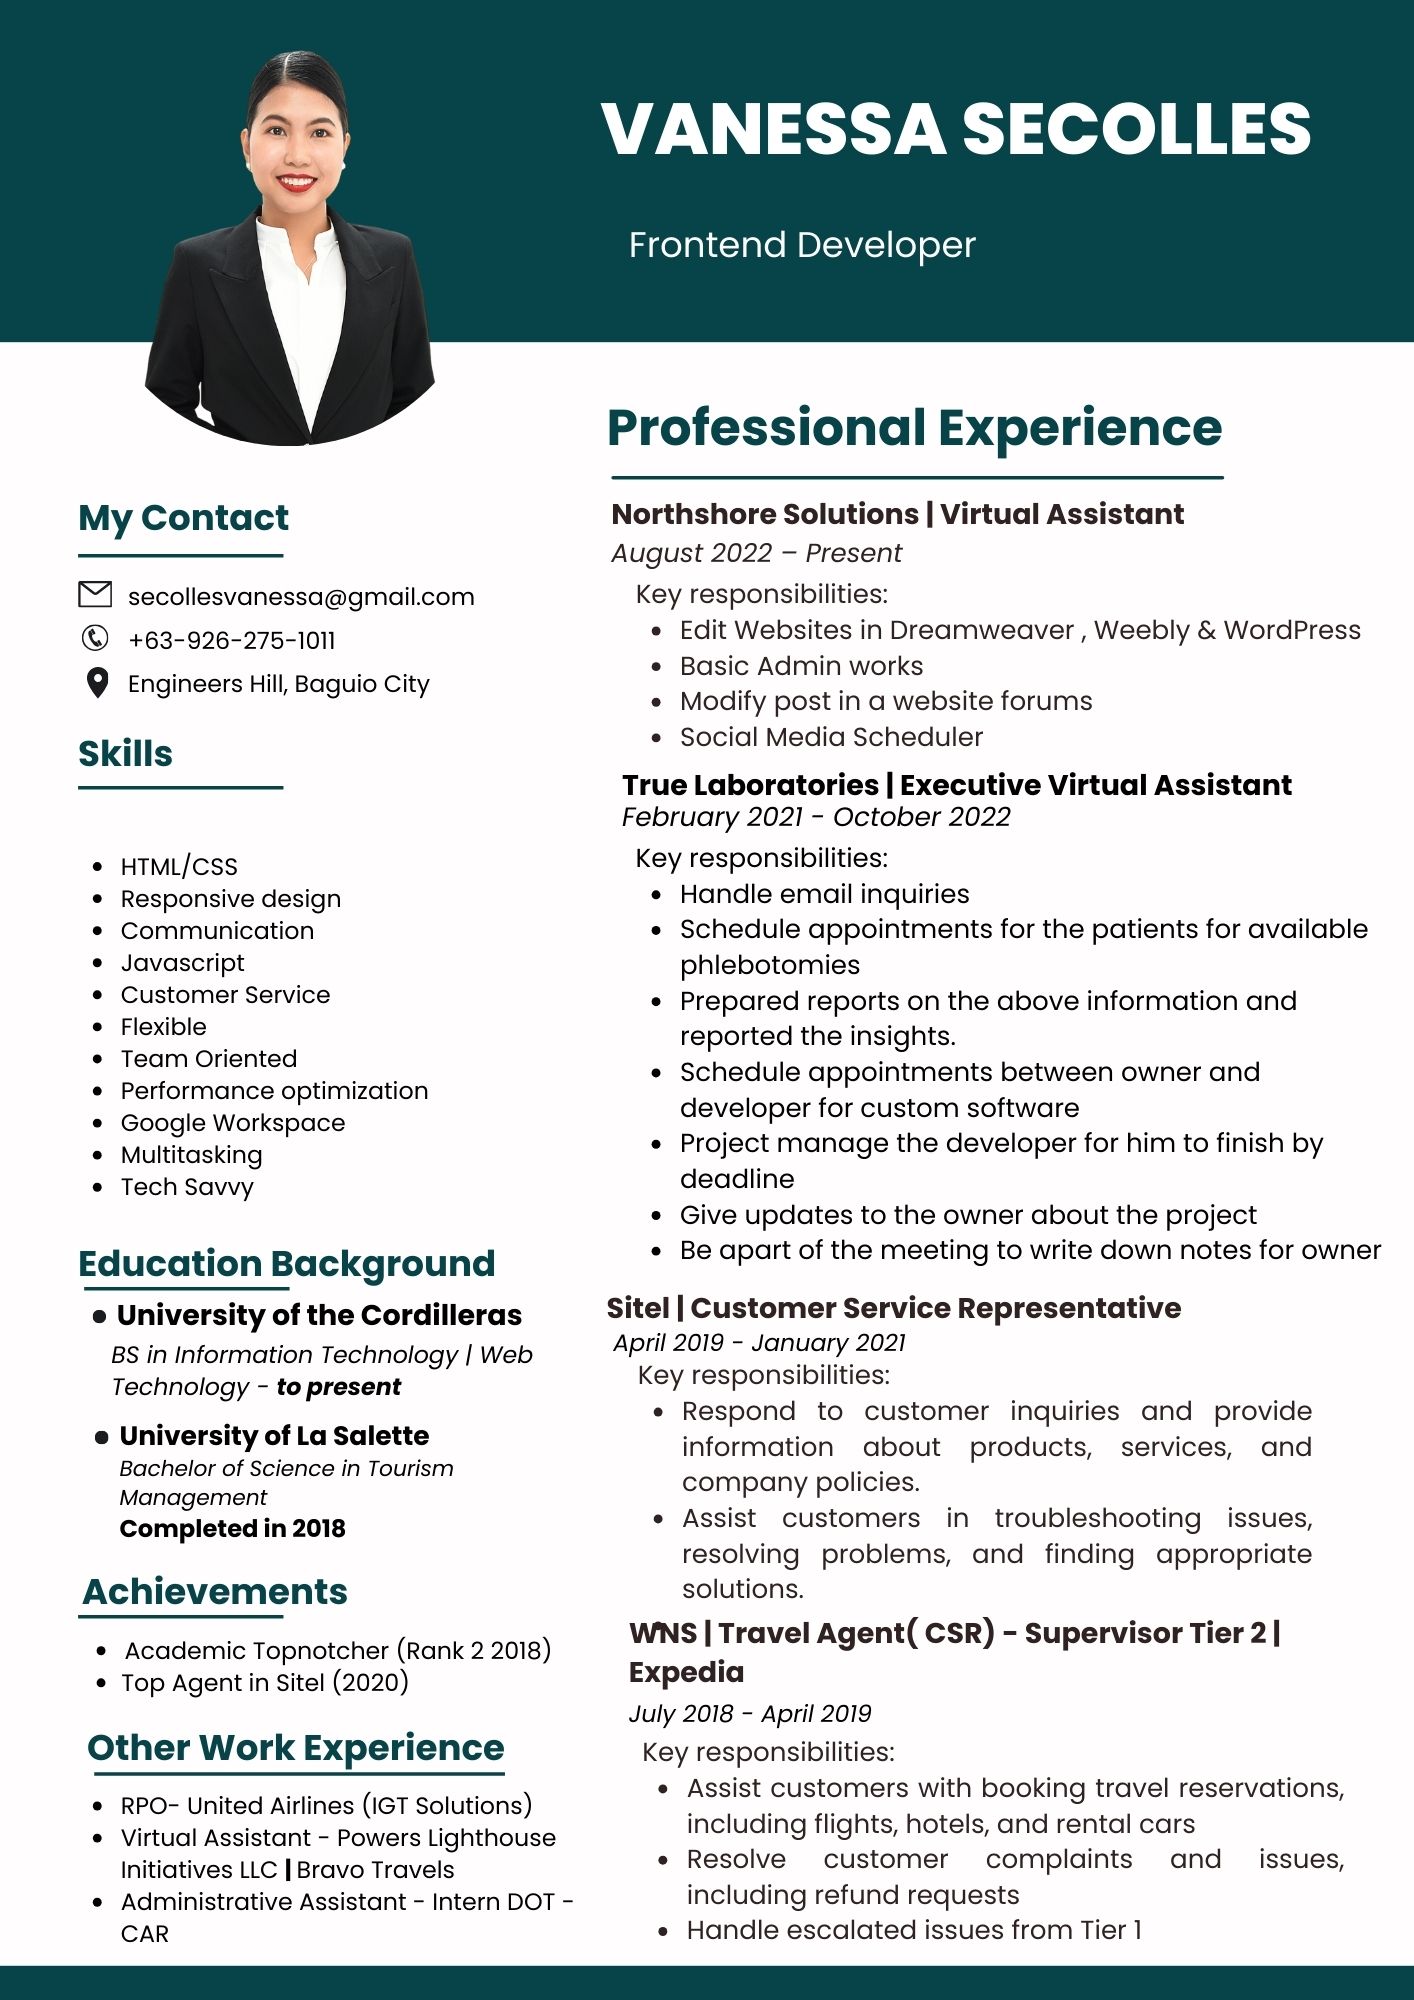 VANESSA SECOLLES
Frontend Developer
My Contact
secollesvanessa@gmail.com
+63-926-275-1011
Engineers Hill, Baguio City
Skills
• HTML/CSS
• Responsive design
• Communication
• Javascript
• Customer Service
• Flexible
• Team Oriented
• Performance optimization
• Google Workspace
• Multitasking
• Tech Savvy
Education Background
• University of the Cordilleras
BS in Information Technology | Web
Technology - to present
• University of La Salette
Bachelor of Science in Tourism
Management
Completed in 2018
Achievements
• Academic Topnotcher (Rank 2 2018)
• Top Agent in Sitel (2020)
Other Work Experience
• RPO- United Airlines (IGT Solutions)
• Virtual Assistant - Powers Lighthouse
Initiatives LLC | Bravo Travels
• Administrative Assistant - Intern DOT -
CAR
Professional Experience
Northshore Solutions | Virtual Assistant
August 2022 – Present
Key responsibilities:
• Edit Websites in Dreamweaver , Weebly & WordPress
• Basic Admin works
• Modify post in a website forums
• Social Media Scheduler
True Laboratories | Executive Virtual Assistant
February 2021 - October 2022
Key responsibilities:
• Handle email inquiries
• Schedule appointments for the patients for available
phlebotomies
• Prepared reports on the above information and
reported the insights.
• Schedule appointments between owner and
developer for custom software
• Project manage the developer for him to finish by
deadline
• Give updates to the owner about the project
• Be apart of the meeting to write down notes for owner
Sitel | Customer Service Representative
April 2019 - January 2021
Key responsibilities:
• Respond to customer inquiries and provide
information about products, services, and
company policies.
• Assist customers in troubleshooting issues,
resolving problems, and finding appropriate
solutions.
WNS | Travel Agent( CSR) - Supervisor Tier 2 |
Expedia
July 2018 - April 2019
Key responsibilities:
• Assist customers with booking travel reservations,
including flights, hotels, and rental cars
• Resolve customer complaints and issues,
including refund requests
• Handle escalated issues from Tier 1